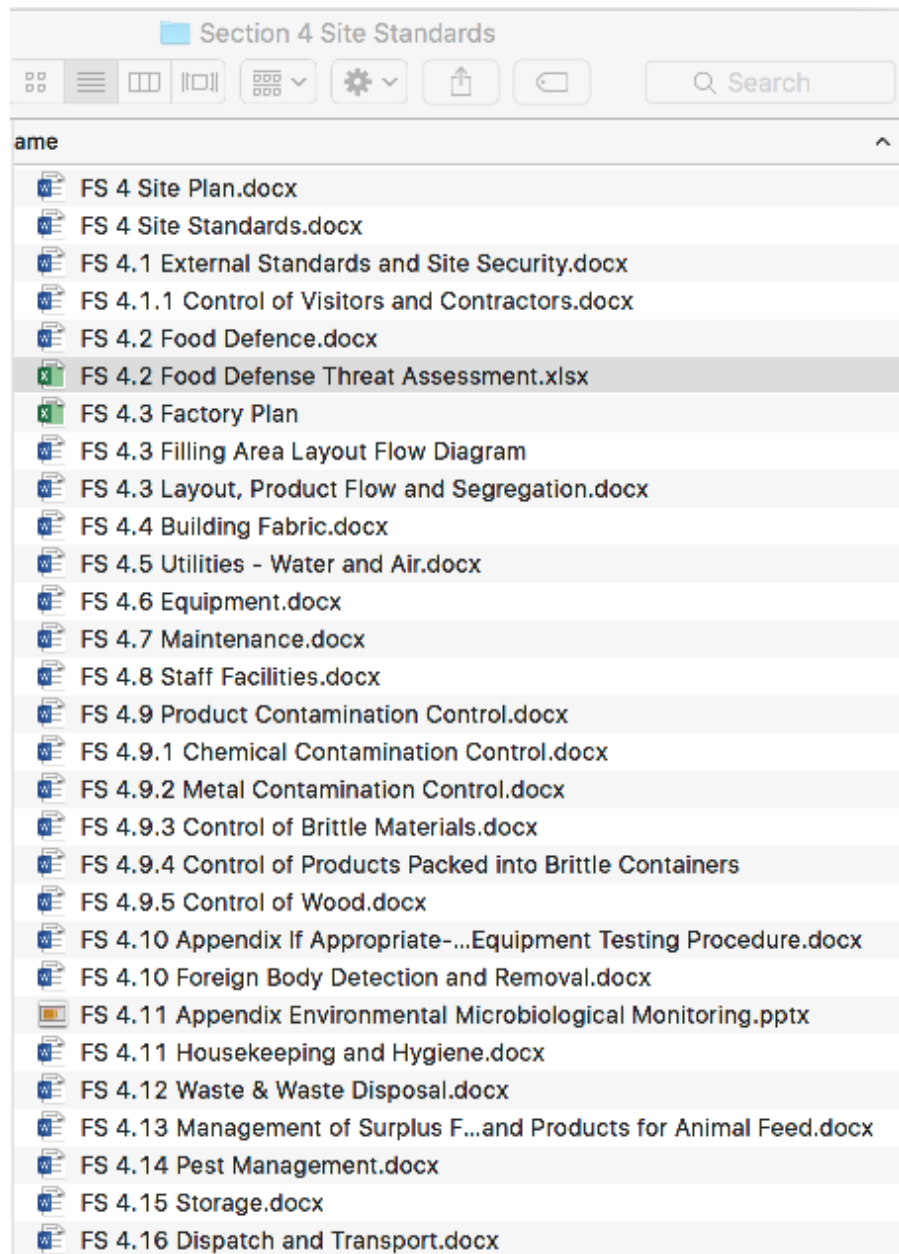 Section 4 Site Standards
Search
ame
FS 4 Site Plan.docx
FS 4 Site Standards.docx
FS 4.1 External Standards and Site Security.docx
FS 4.1.1 Control of Visitors and Contractors.docx
FS 4.2 Food Defence.docx
FS 4.2 Food Defense Threat Assessment.xlsx
FS 4.3 Factory Plan
FS 4.3 Filling Area Layout Flow Diagram
FS 4.3 Layout, Product Flow and Segregation.docx
FS 4.4 Building Fabric.docx
FS 4.5 Utilities - Water and Air.docx
FS 4.6 Equipment.docx
FS 4.7 Maintenance.docx
FS 4.8 Staff Facilities.docx
FS 4.9 Product Contamination Control.docx
FS 4.9.1 Chemical Contamination Control.docx
FS 4.9.2 Metal Contamination Control.docx
FS 4.9.3 Control of Brittle Materials.docx
FS 4.9.4 Control of Products Packed into Brittle Containers
FS 4.9.5 Control of Wood.docx
FS 4.10 Appendix If Appropriate-...Equipment Testing Procedure.docx
FS 4.10 Foreign Body Detection and Removal.docx
FS 4.11 Appendix Environmental Microbiological Monitoring.pptx
FS 4.11 Housekeeping and Hygiene.docx
FS 4.12 Waste & Waste Disposal.docx
FS 4.13 Management of Surplus F...and Products for Animal Feed.docx
FS 4.14 Pest Management.docx
FS 4.15 Storage.docx
FS 4.16 Dispatch and Transport.docx